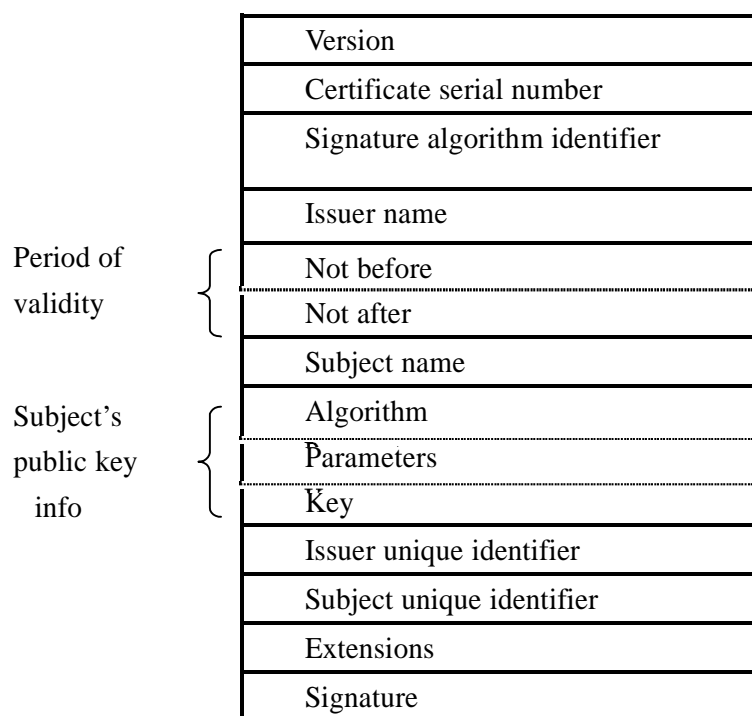 Version
Certificate serial number
Signature algorithm identifier
Issuer name
Period of
validity
Not before
Not after
Subject name
Subject’s
public key
info
Algorithm
Parameters
Key
Issuer unique identifier
Subject unique identifier
Extensions
Signature